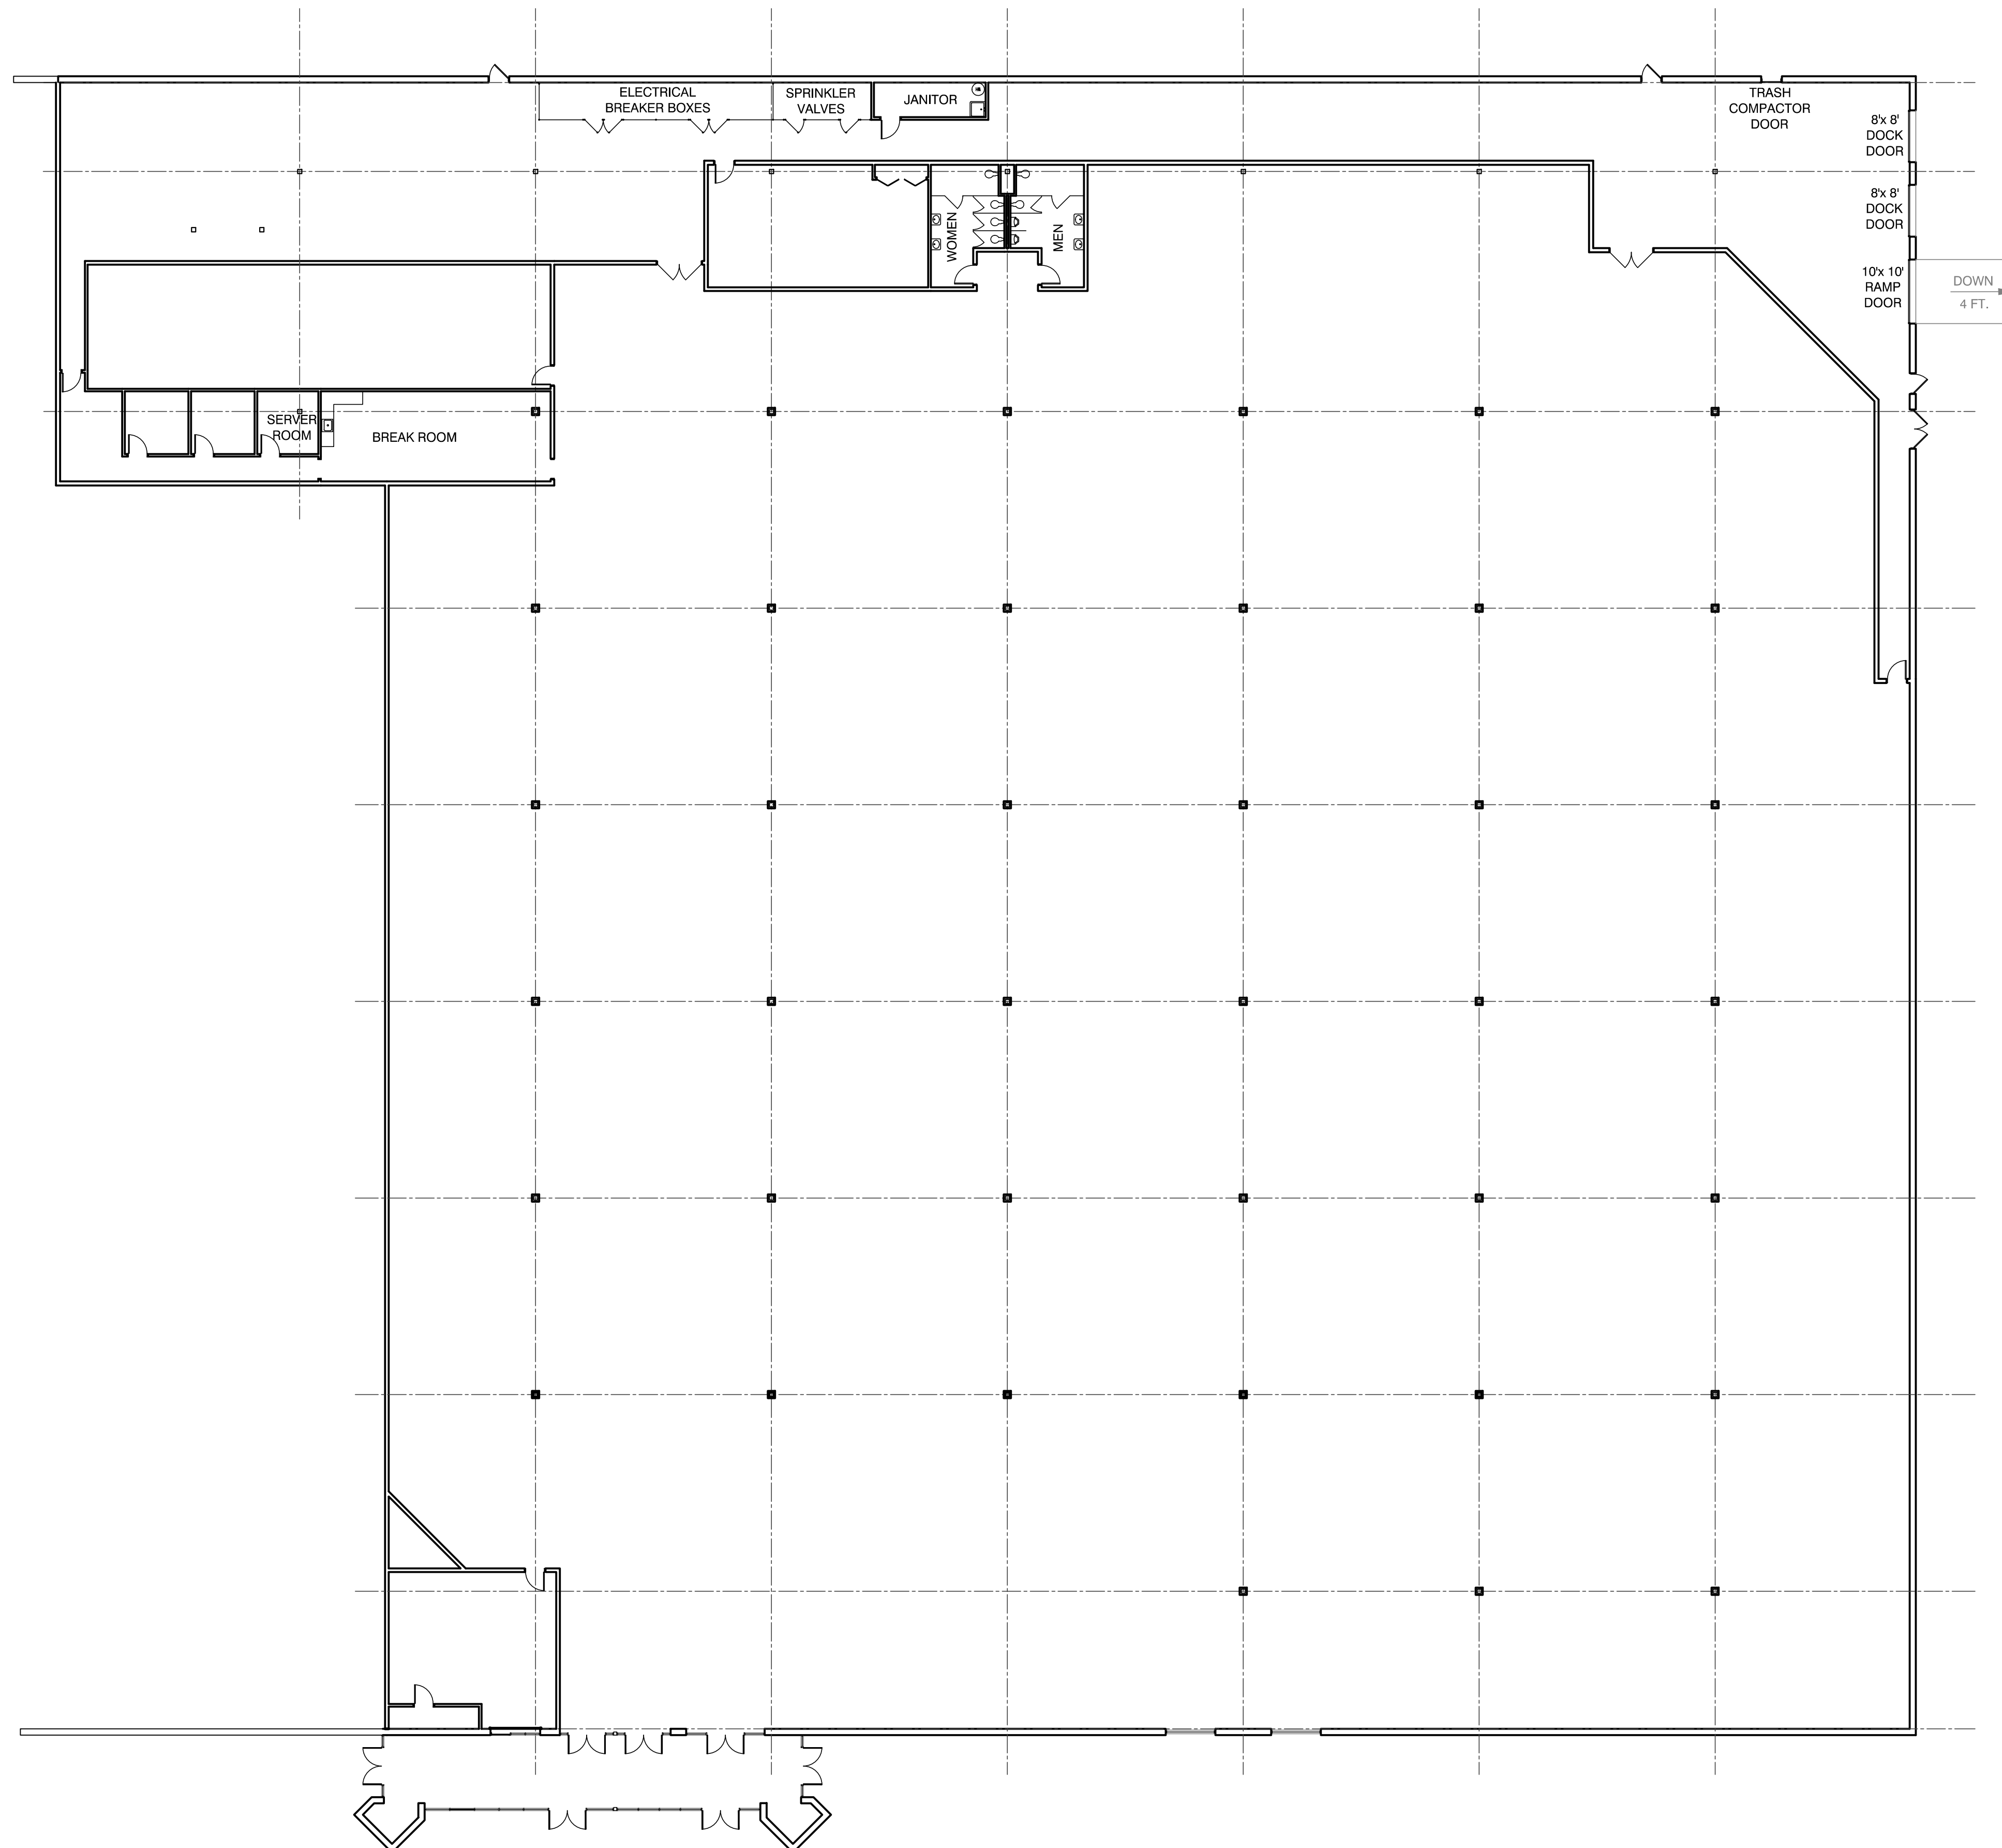 ELECTRICAL
BREAKER BOXES
SPRINKLER
VALVES
JANITOR
TRASH
COMPACTOR
DOOR
8'x 8'
DOCK
DOOR
8'x 8'
DOCK
DOOR
10'x 10'
RAMP
DOOR
DOWN
4 FT.
WOMEN
MEN
SERVER
ROOM
BREAK ROOM